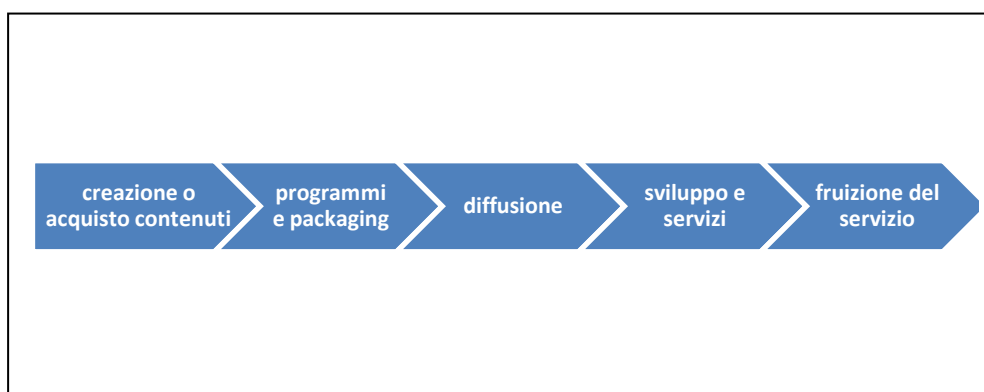 creazione o
acquisto contenuti
programmi
e packaging
diffusione
sviluppo e
servizi
fruizione del
servizio